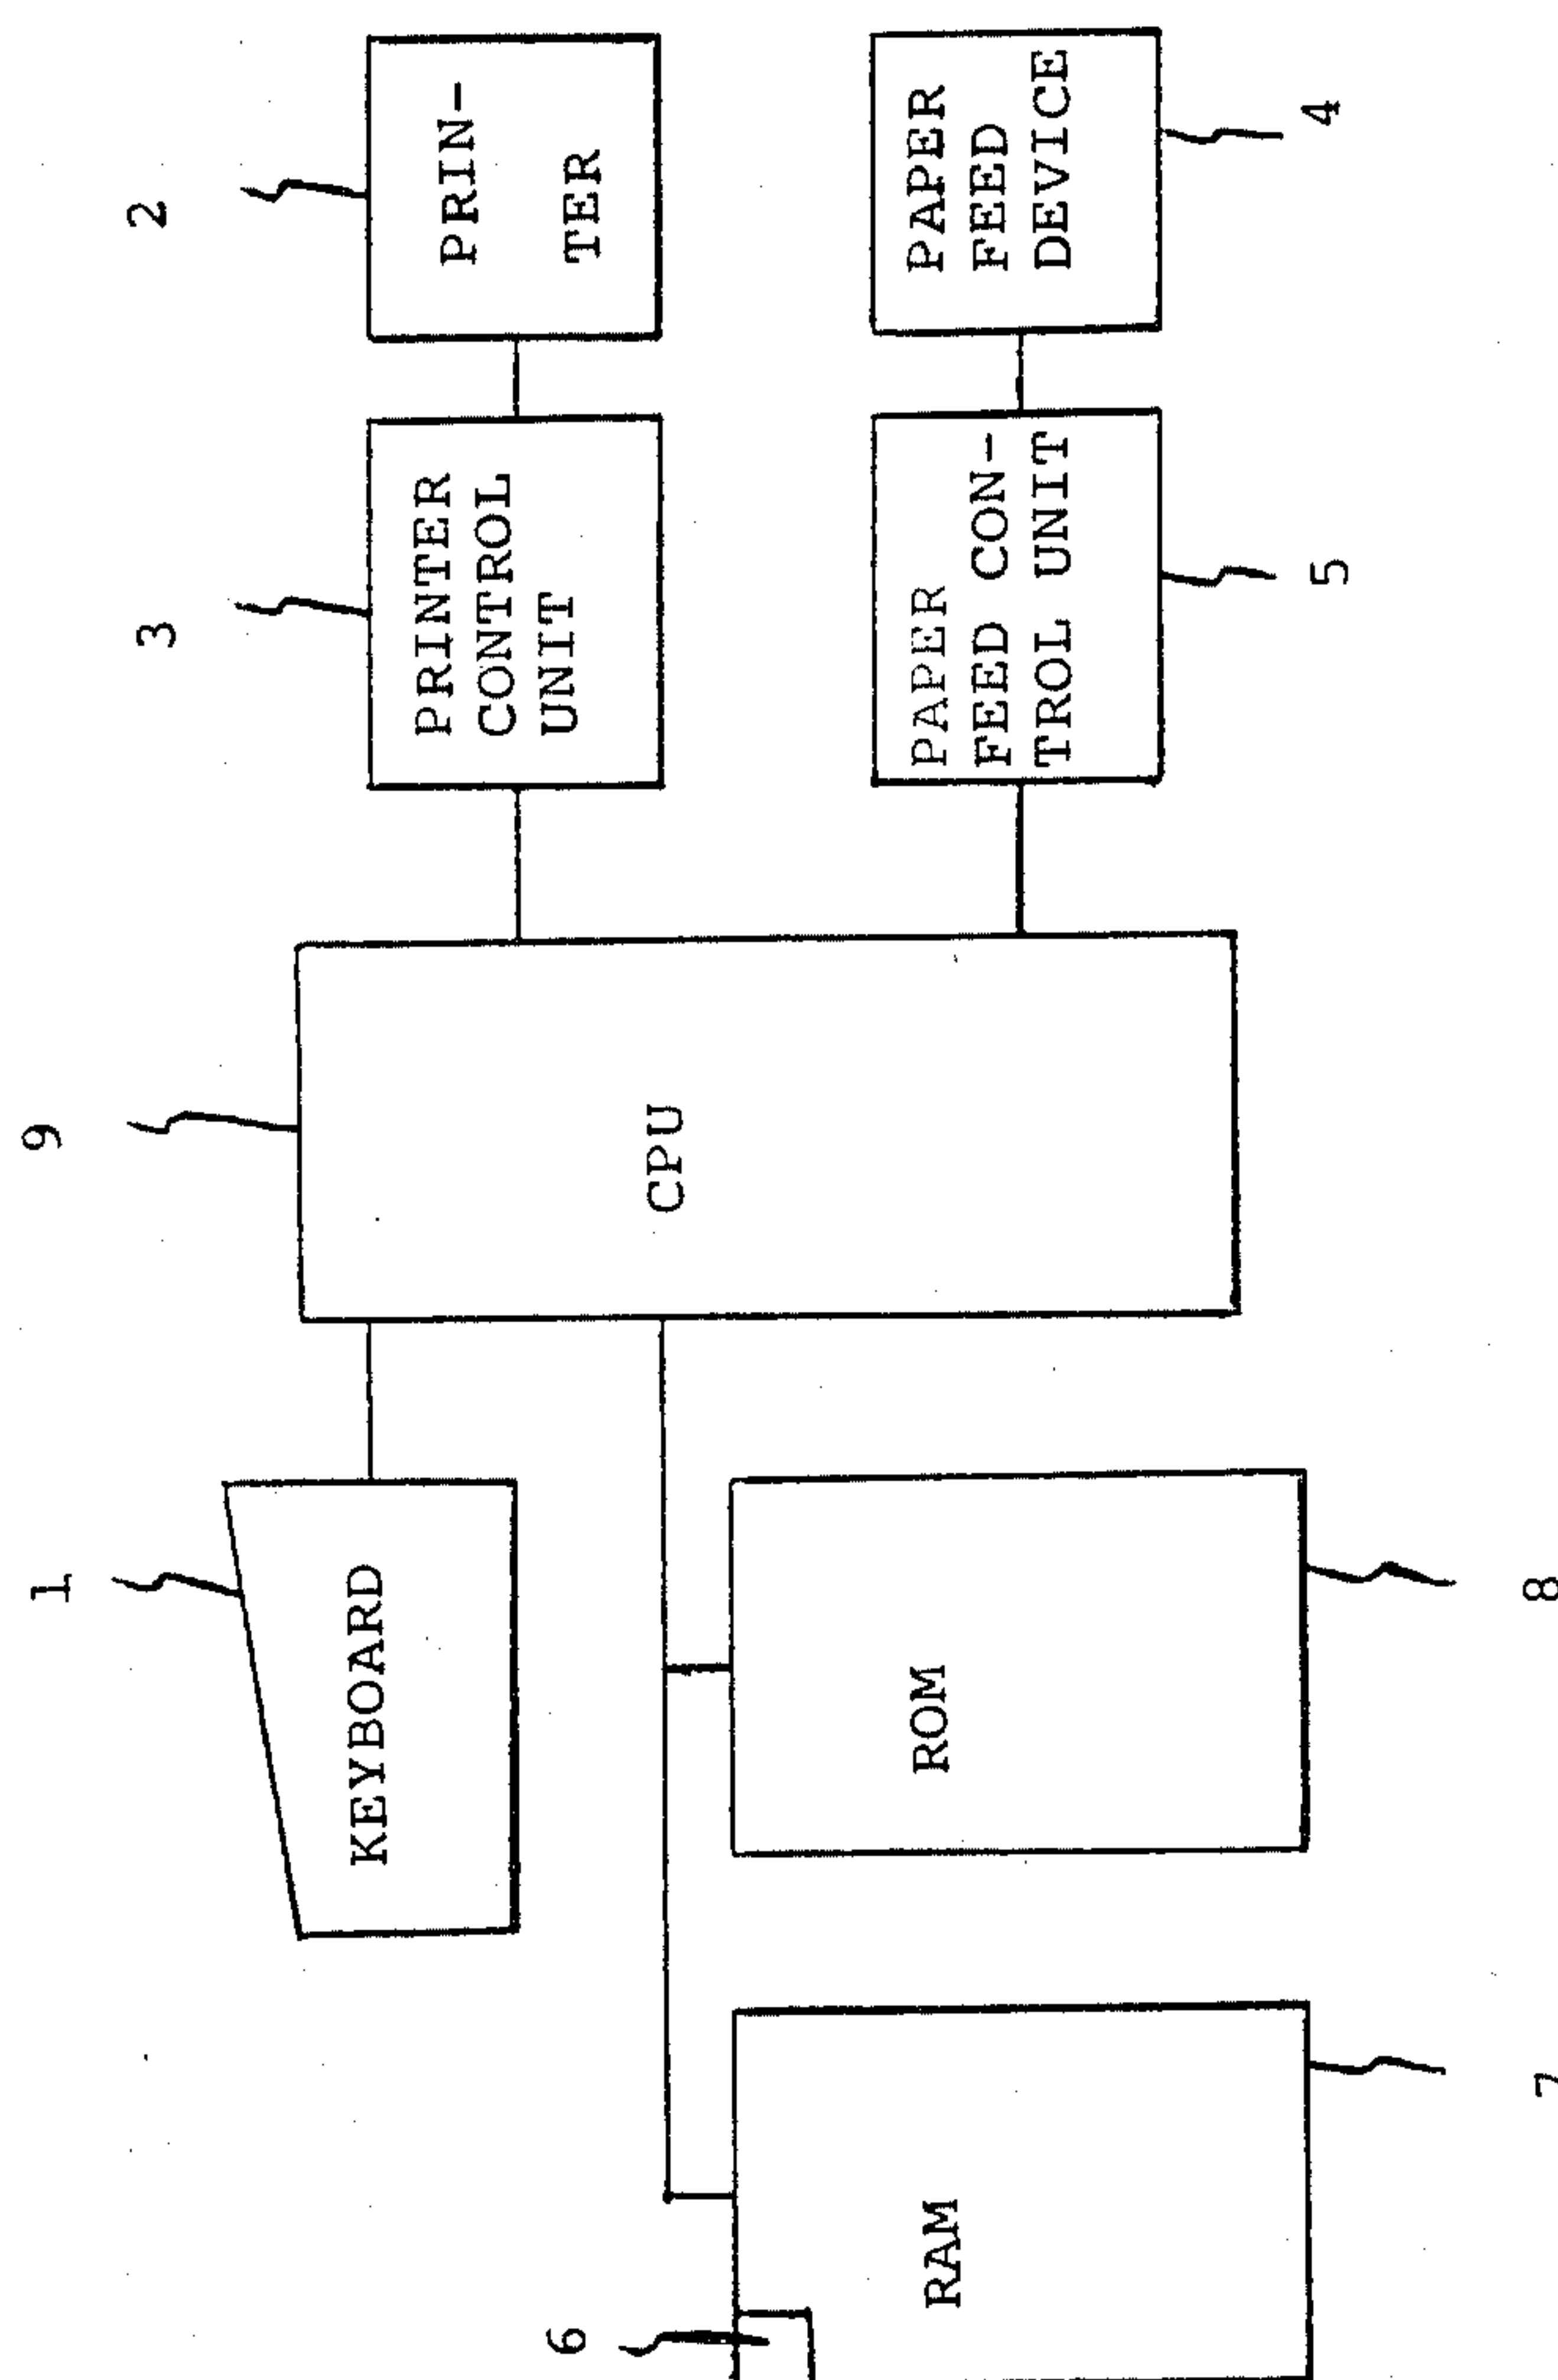 1
KEYBOARD
9
CPU
3
PRINTER
CONTROL
UNIT
2
PRIN-
TER
6
RAM
7
ROM
8
PAPER
FEED CON-
TROL UNIT
5
PAPER
FEED
DEVICE
4